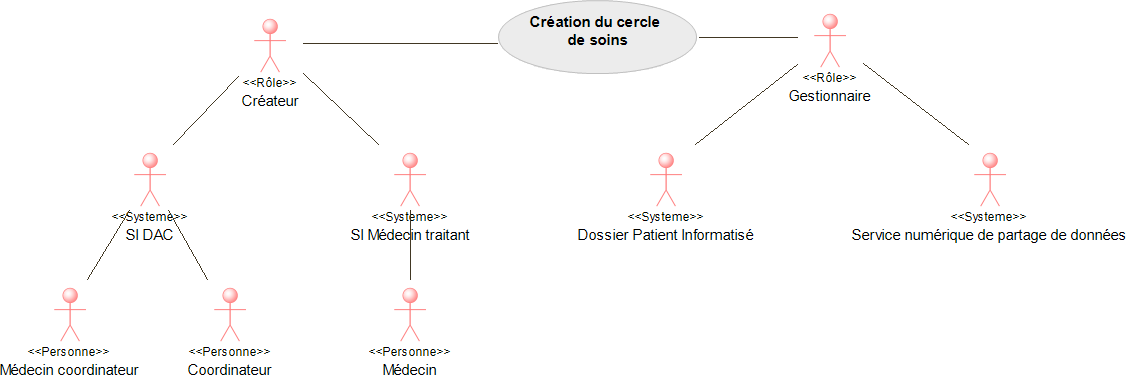 Création du cercle
de soins
<<Rôle>>
Créateur
<<Rôle>>
Gestionnaire
<<Systeme>>
SI DAC
<<Systeme>>
SI Médecin traitant
<<Systeme>>
Dossier Patient Informatisé
<<Systeme>>
Service numérique de partage de données
<<Personne>>
Médecin coordinateur
<<Personne>>
Coordinateur
<<Personne>>
Médecin